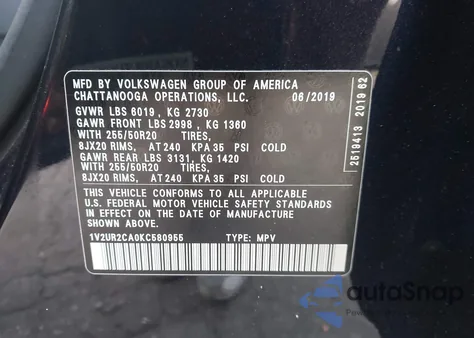 MFD BY VOLKSWAGEN GROUP OF AMERICA
CHATTANOOGA OPERATIONS, LLC. 06/2019
GVWR LBS 6019 , KG 2730
GAWR FRONT LBS 2998 , KG 1360
WITH 255/50R20 TIRES,
8JX20 RIMS, AT 240 KPA 35 PSI COLD
GAWR REAR LBS 3131, KG 1420
WITH 255/50R20 TIRES,
8JX20 RIMS, AT 240 KPA 35 PSI COLD
THIS VEHICLE CONFORMS TO ALL APPLICABLE
U.S. FEDERAL MOTOR VEHICLE SAFETY STANDARDS
IN EFFECT ON THE DATE OF MANUFACTURE
SHOWN ABOVE.
1V2UR2CA0KC580955 TYPE: MPV
2519413 2019 62
autoSnap